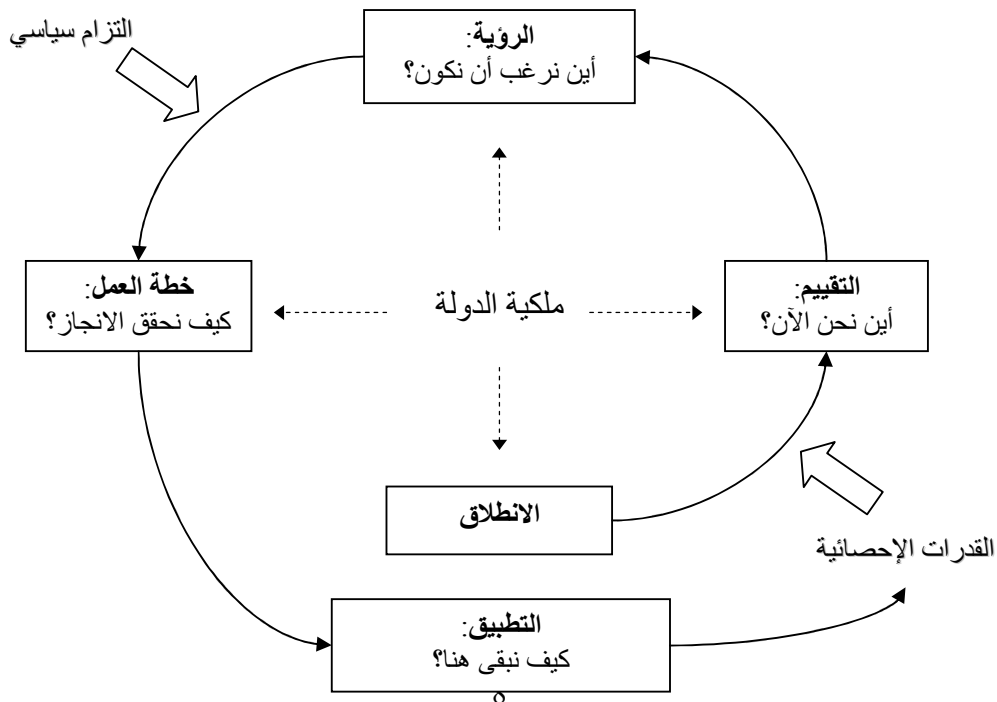 التزام سياسي
الرؤية:
أين نرغب أن نكون؟
التقييم:
أين نحن الآن؟
ملكية الدولة
خطة العمل:
كيف نحقق الانجاز؟
الانطلاق
القدرات الإحصائية
التطبيق:
كيف نبقى هنا؟